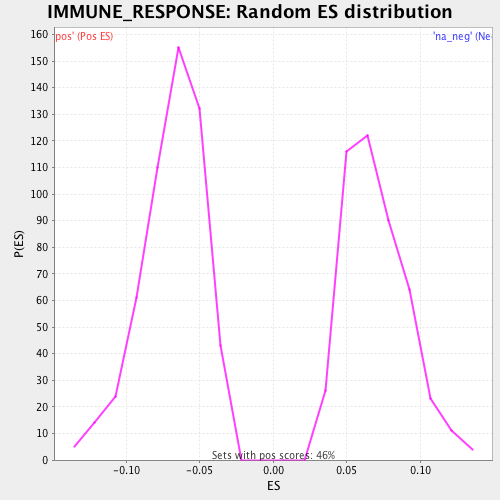 IMMUNE_RESPONSE: Random ES distribution
pos' (Pos ES)
'na_neg' (Ne
160
150
140
130
120
110
100
90
80
70
60
50
40
30
20
10
0
P(ES)
Sets with pos scores: 46%
-0.10 -0.05 0.00 0.05 0.10
ES